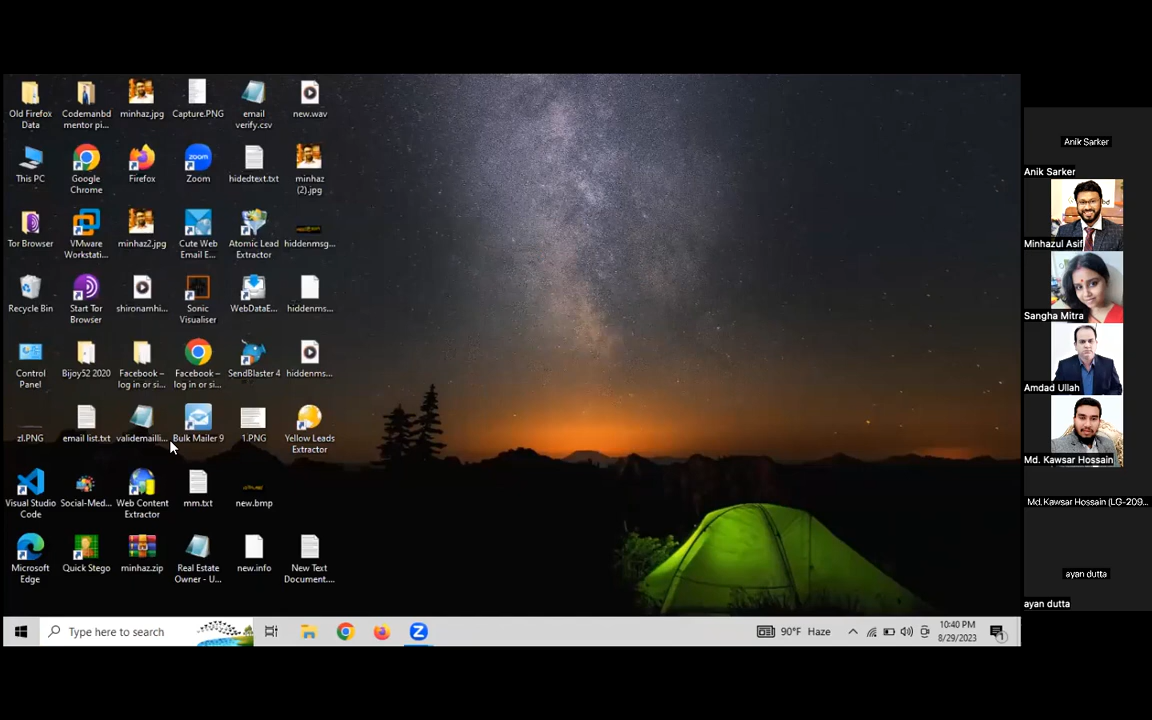 Old Firefox
Data
Codemanbd
mentor pi...
minhaz.jpg
Capture.PNG
email
verify.csv
new.wav
This PC
Google
Chrome
Firefox
zoom
Zoom
hidedtext.txt
minhaz
(2).jpg
Tor Browser
VMware
Workstati...
minhaz2.jpg
Cute Web
Email E...
Atomic Lead
Extractor
hiddenmsg...
Recycle Bin
Start Tor
Browser
shironamhi...
Sonic
Visualiser
WebDataE...
hiddenms...
Control
Panel
Bijoy52 2020
Facebook –
log in or si...
Facebook –
log in or si...
SendBlaster 4
hiddenms...
zl.PNG
email list.txt
validemailli...
Bulk Mailer 9
1.PNG
Yellow Leads
Extractor
Visual Studio
Code
Social-Med...
Web Content
Extractor
mm.txt
new.bmp
Microsoft
Edge
Quick Stego
minhaz.zip
Real Estate
Owner - U...
new.info
New Text
Document....
Type here to search
90°F Haze
10:40 PM
8/29/2023
1
Anik Sarker
Anik Sarker
Minhazul Asif
Sangha Mitra
Amdad Ullah
Md. Kawsar Hossain
Md. Kawsar Hossain (LG-209...
ayan dutta
ayan dutta